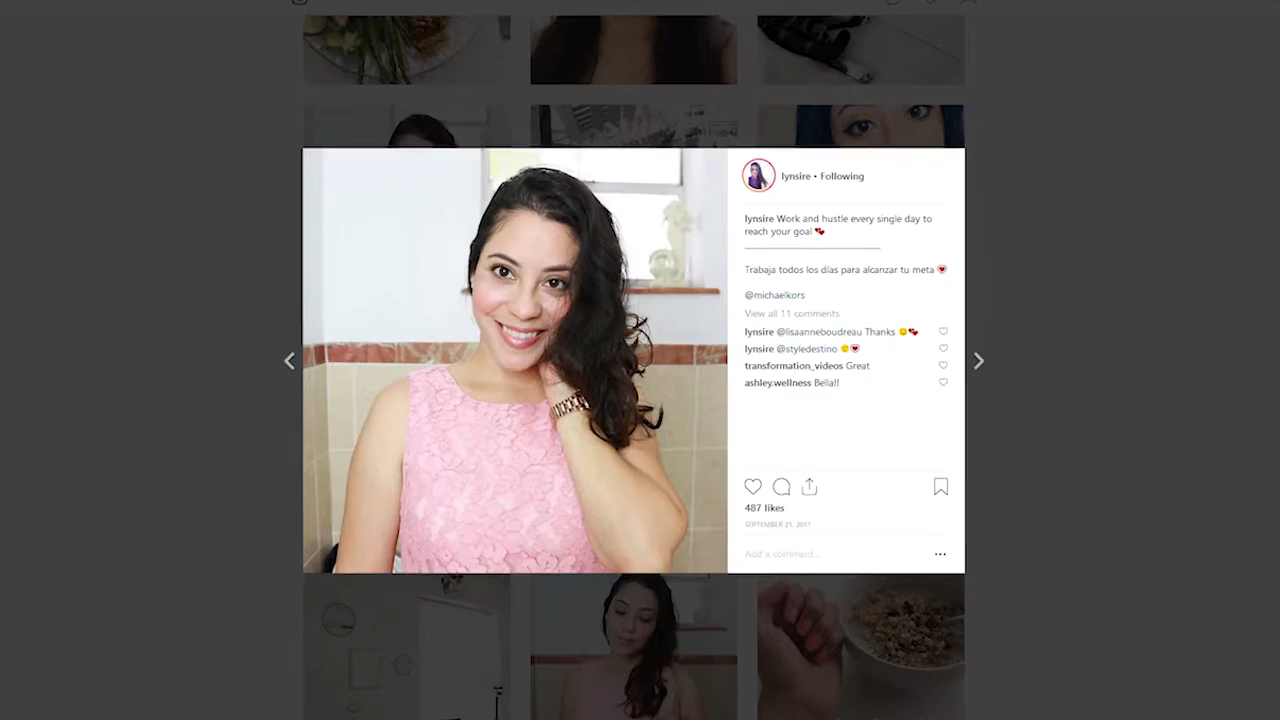 lynsire • Following
lynsire Work and hustle every single day to
reach your goal
Trabaja todos los días para alcanzar tu meta
@michaelkors
View all 11 comments
lynsire @lisaanneboudreau Thanks
lynsire @styledestino
transformation_videos Great
ashley.wellness Bella!!
487 likes
SEPTEMBER 21, 2017
Add a comment...